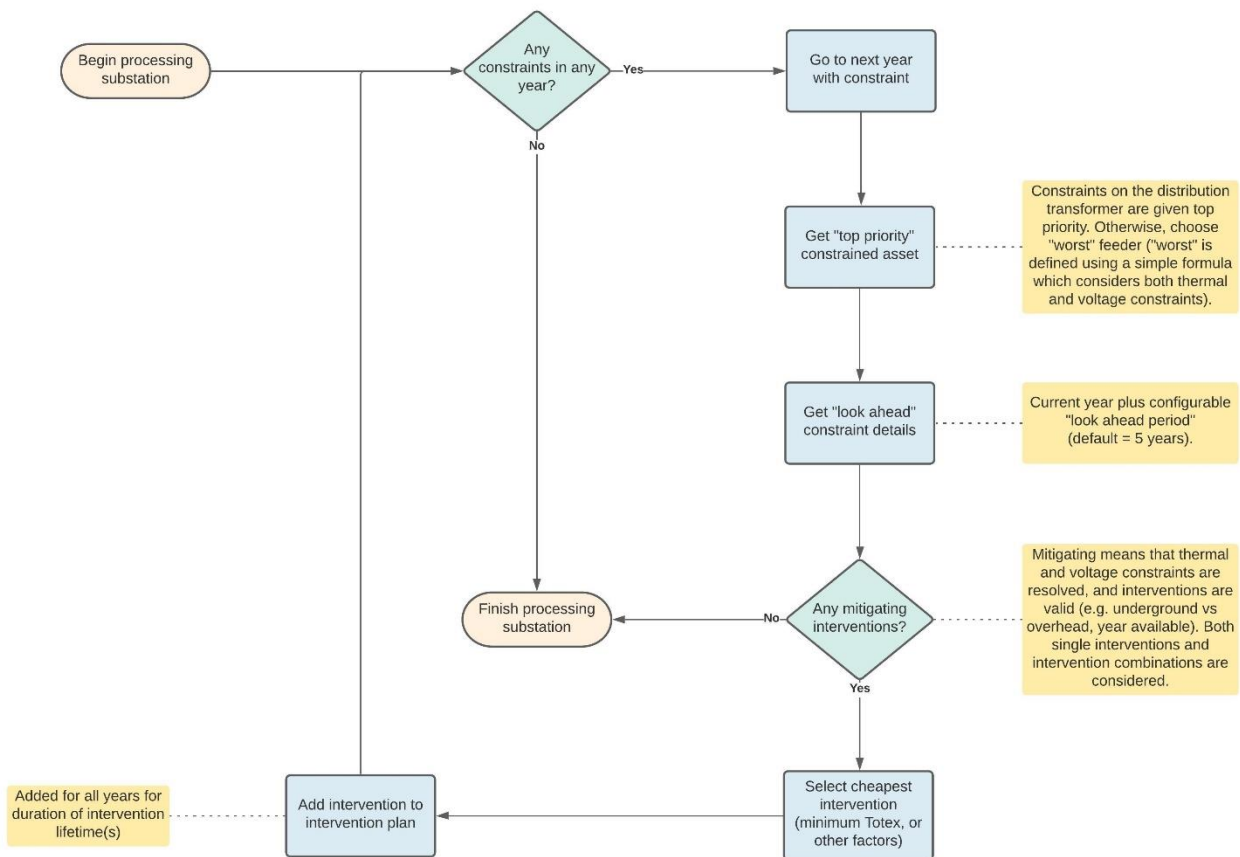 Begin processing
substation
Any
constraints in any
year?
Yes
Go to next year
with constraint
No
Get "top priority"
constrained asset
Constraints on the distribution
transformer are given top
priority. Otherwise, choose
"worst" feeder ("worst" is
defined using a simple formula
which considers both thermal
and voltage constraints).
Get "look ahead"
constraint details
Current year plus configurable
"look ahead period"
(default = 5 years).
Finish processing
substation
No
Any mitigating
interventions?
Mitigating means that thermal
and voltage constraints are
resolved, and interventions are
valid (e.g. underground vs
overhead, year available). Both
single interventions and
intervention combinations are
considered.
Yes
Select cheapest
intervention
(minimum Totex, or
other factors)
Add intervention to
intervention plan
Added for all years for
duration of intervention
lifetime(s)